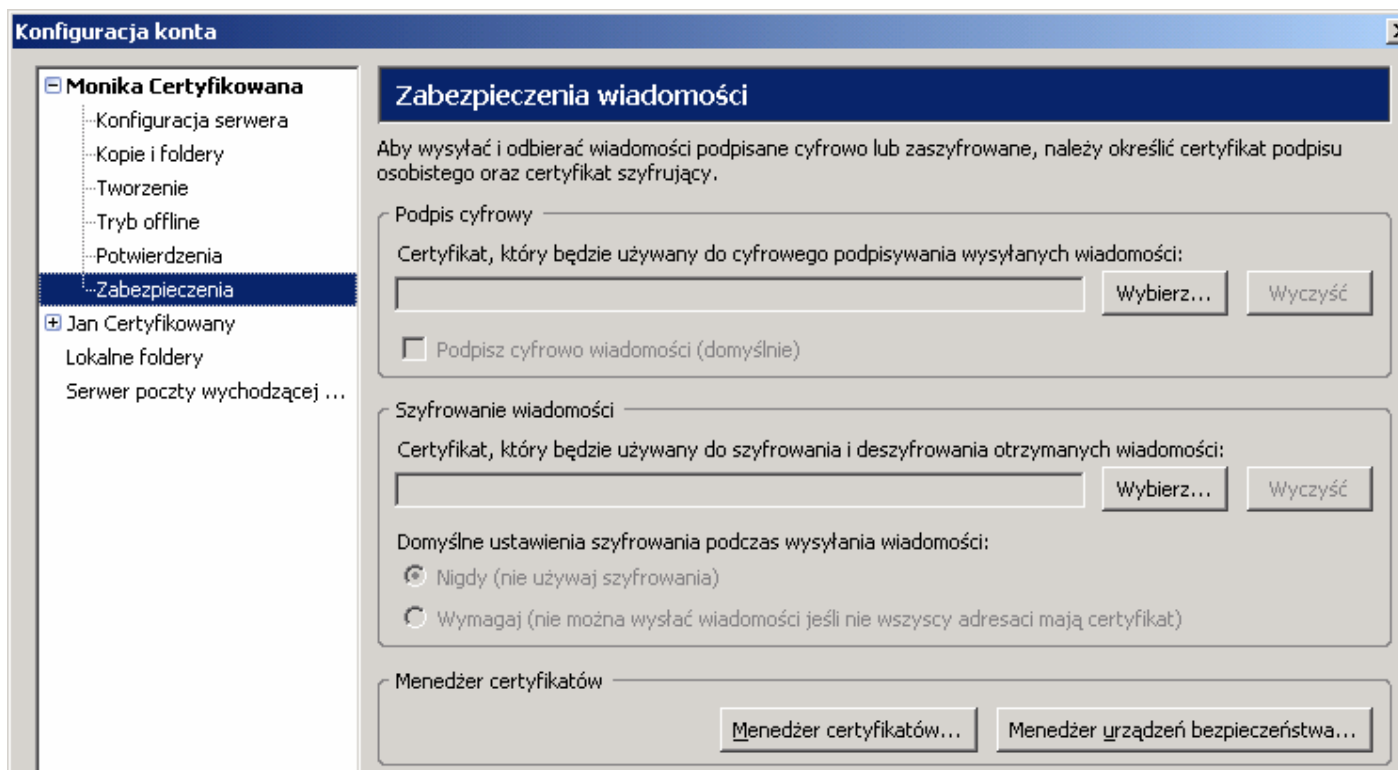 Konfiguracja konta
Monika Certyfikowana
Konfiguracja serwera
Kopie i foldery
Tworzenie
Tryb offline
Potwierdzenia
Zabezpieczenia
Jan Certyfikowany
Lokalne foldery
Serwer poczty wychodzącej ...
Zabezpieczenia wiadomości
Aby wysyłać i odbierać wiadomości podpisane cyfrowo lub zaszyfrowane, należy określić certyfikat podpisu
osobistego oraz certyfikat szyfrujący.
Podpis cyfrowy
Certyfikat, który będzie używany do cyfrowego podpisywania wysyłanych wiadomości:
Wybierz... Wyczyść
Podpisz cyfrowo wiadomości (domyślnie)
Szyfrowanie wiadomości
Certyfikat, który będzie używany do szyfrowania i deszyfrowania otrzymanych wiadomości:
Wybierz... Wyczyść
Domyślne ustawienia szyfrowania podczas wysyłania wiadomości:
Nigdy (nie używaj szyfrowania)
Wymagaj (nie można wysłać wiadomości jeśli nie wszyscy adresaci mają certyfikat)
Menedżer certyfikatów
Menedżer certyfikatów... Menedżer urządzeń bezpieczeństwa...